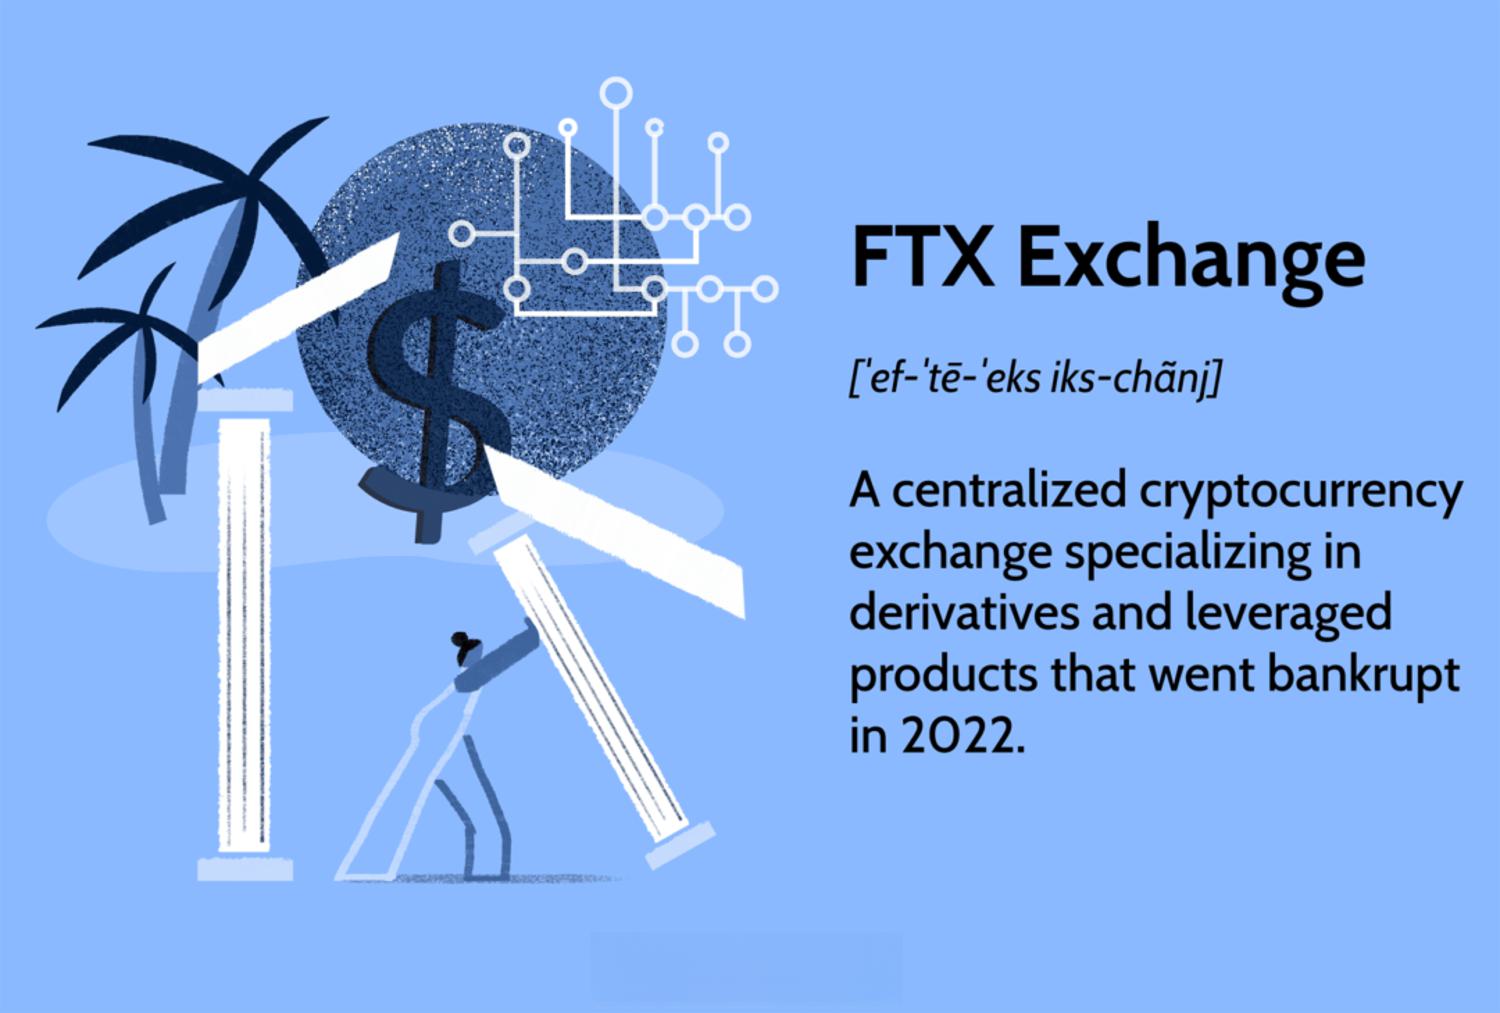 FTX Exchange
[ˈef-ˈtē-ˈeks iks-chãnj]
A centralized cryptocurrency
exchange specializing in
derivatives and leveraged
products that went bankrupt
in 2022.